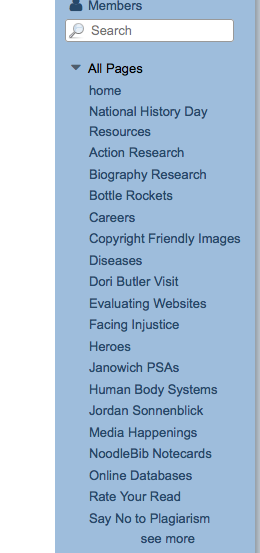 Members
Search
All Pages
home
National History Day
Resources
Action Research
Biography Research
Bottle Rockets
Careers
Copyright Friendly Images
Diseases
Dori Butler Visit
Evaluating Websites
Facing Injustice
Heroes
Janowich PSAs
Human Body Systems
Jordan Sonnenblick
Media Happenings
NoodleBib Notecards
Online Databases
Rate Your Read
Say No to Plagiarism
see more